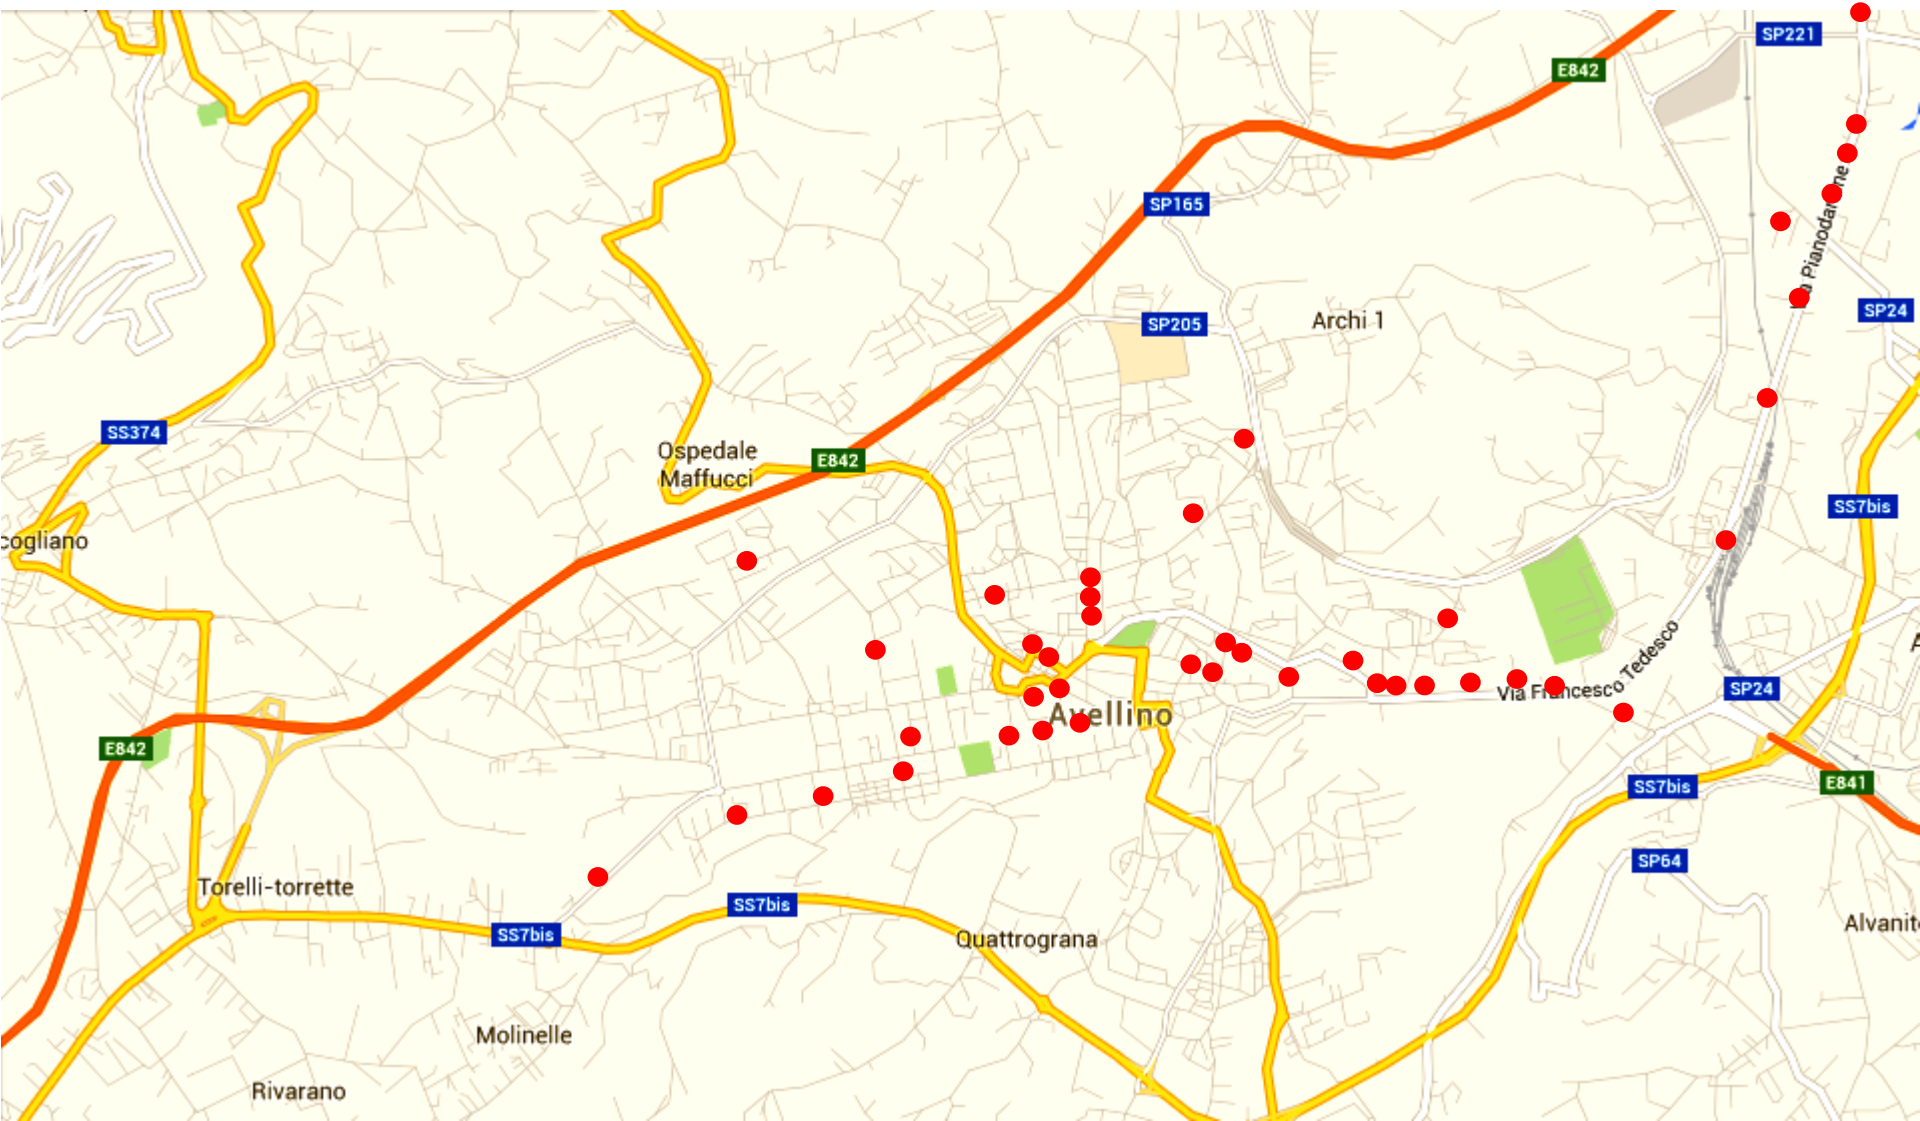 SP221
E842
SP165
Via Pianodardine
SP24
SP205
Archi 1
SS374
Ospedale
Maffucci
E842
SS7bis
cogliano
Via Francesco Tedesco
SP24
Avellino
E842
SS7bis
E841
SP64
Torelli-torrette
SS7bis
SS7bis
Quattrograna
Alvanit
Molinelle
Rivarano